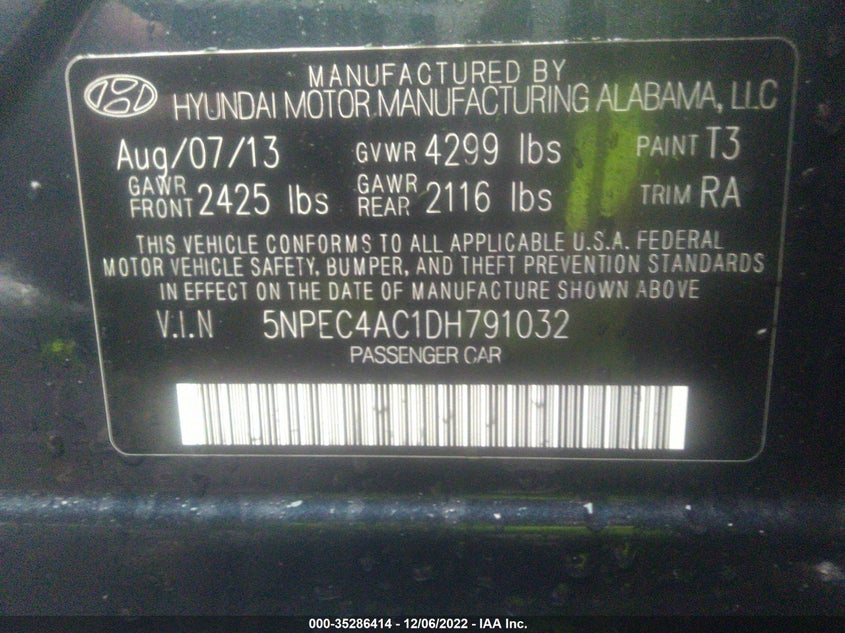 MANUFACTURED BY
HYUNDAI MOTOR MANUFACTURING ALABAMA, LLC
Aug/07/13 GVWR 4299 lbs PAINT T3
GAWR FRONT 2425 lbs GAWR REAR 2116 lbs TRIM RA
THIS VEHICLE CONFORMS TO ALL APPLICABLE U.S.A. FEDERAL
MOTOR VEHICLE SAFETY, BUMPER, AND THEFT PREVENTION STANDARDS
IN EFFECT ON THE DATE OF MANUFACTURE SHOWN ABOVE
V.I.N 5NPEC4AC1DH791032
PASSENGER CAR
000-35286414 - 12/06/2022 - IAA Inc.